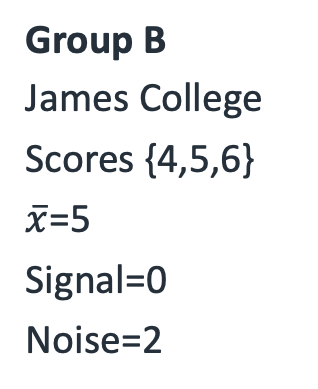 Group B
James College
Scores {4,5,6}
x̄=5
Signal=0
Noise=2